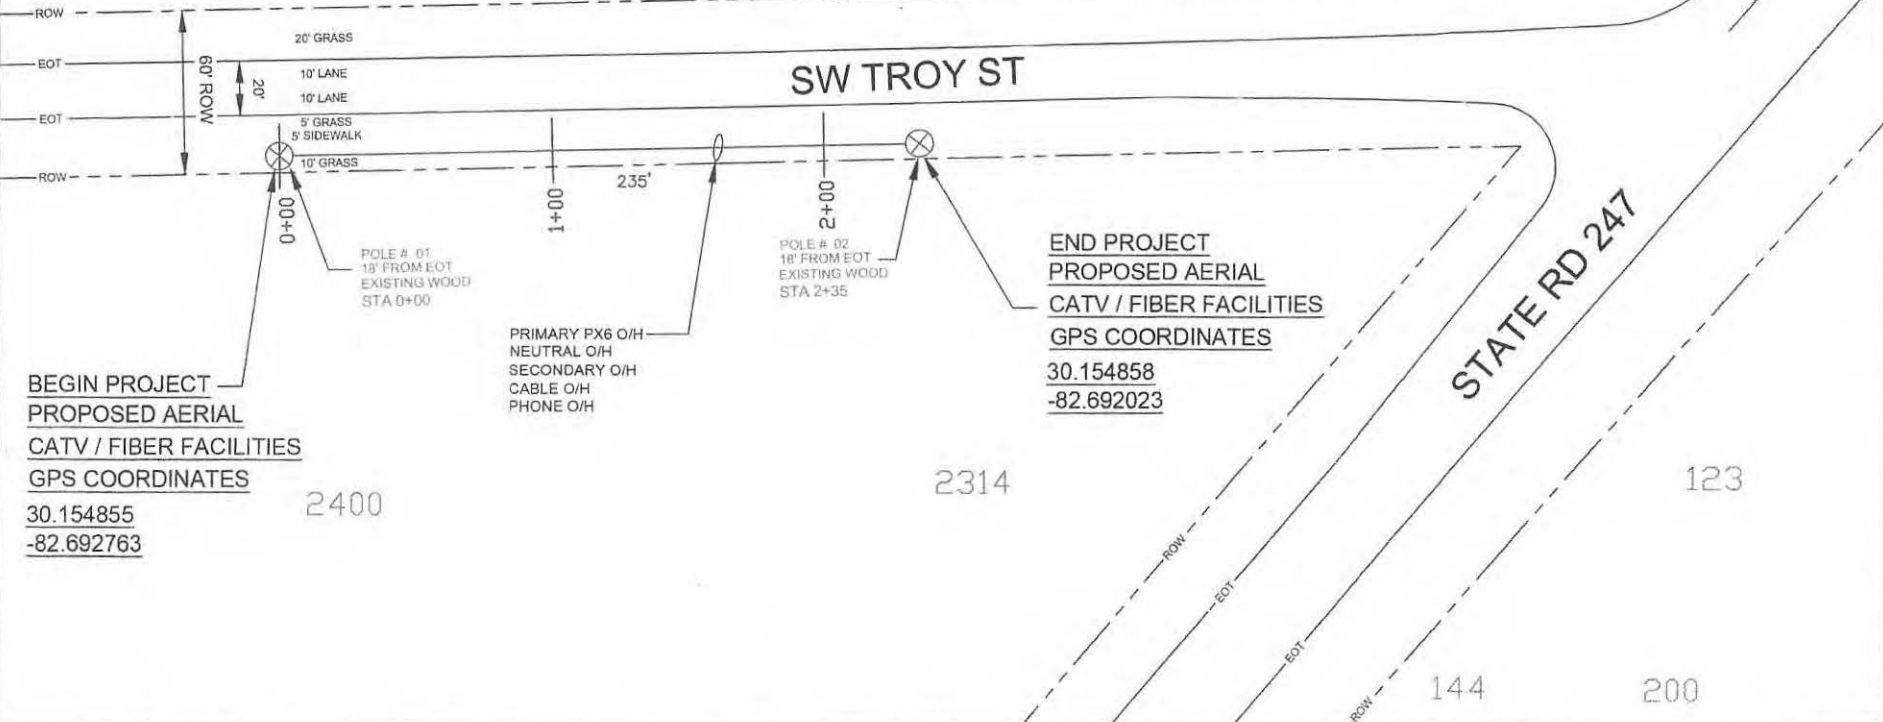 ROW
20' GRASS
EOT
60' ROW
20'
10' LANE
10' LANE
SW TROY ST
EOT
5' GRASS
5' SIDEWALK
10' GRASS
ROW
235'
0+00
1+00
2+00
POLE # 01
18' FROM EOT
EXISTING WOOD
STA 0+00
POLE # 02
18' FROM EOT
EXISTING WOOD
STA 2+35
PRIMARY PX6 O/H
NEUTRAL O/H
SECONDARY O/H
CABLE O/H
PHONE O/H
BEGIN PROJECT
PROPOSED AERIAL
CATV / FIBER FACILITIES
GPS COORDINATES
30.154855
-82.692763
END PROJECT
PROPOSED AERIAL
CATV / FIBER FACILITIES
GPS COORDINATES
30.154858
-82.692023
STATE RD 247
2400
2314
123
ROW
EOT
EOT
ROW
144
200